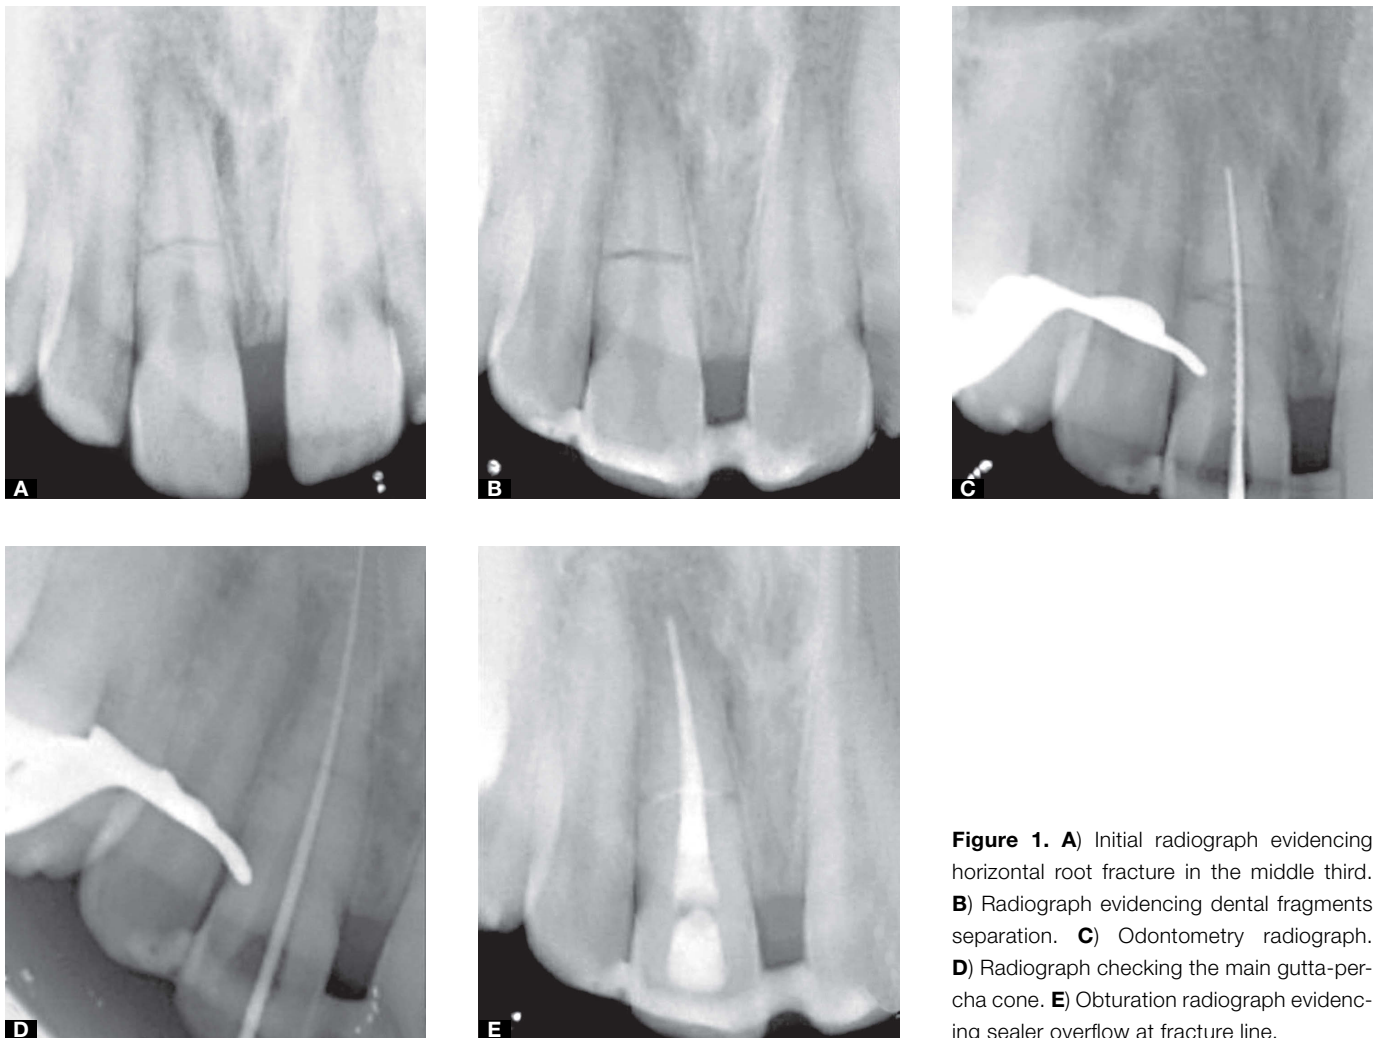 A
B
C
D
E
Figure 1. A) Initial radiograph evidencing
horizontal root fracture in the middle third.
B) Radiograph evidencing dental fragments
separation. C) Odontometry radiograph.
D) Radiograph checking the main gutta-per-
cha cone. E) Obturation radiograph evidenc-
ing sealer overflow at fracture line.